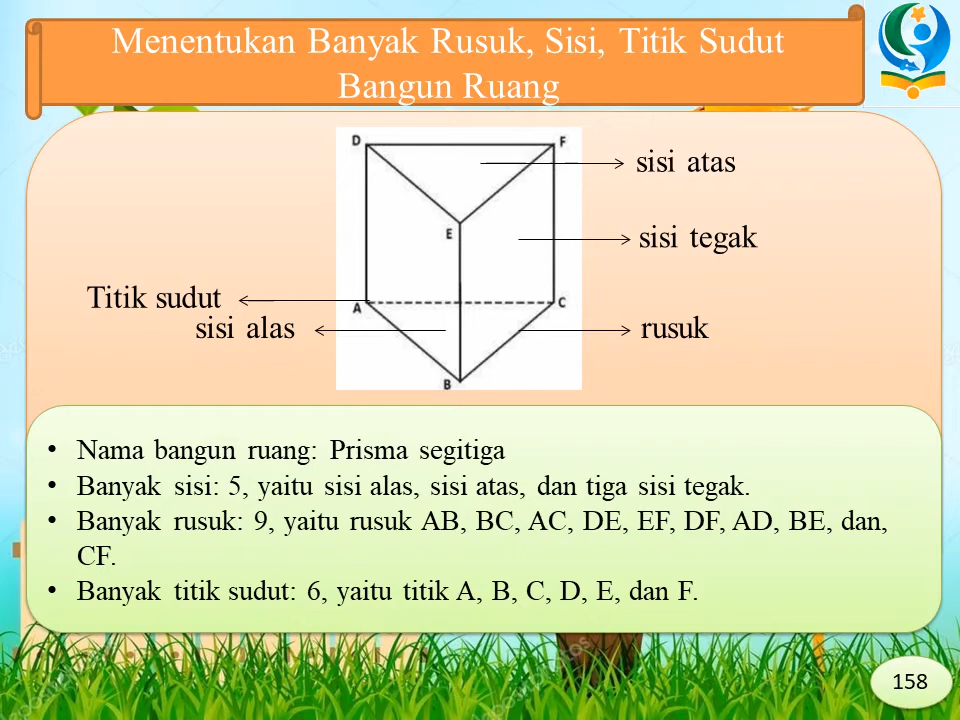 Menentukan Banyak Rusuk, Sisi, Titik Sudut
Bangun Ruang
D
F
sisi atas
E
sisi tegak
Titik sudut
A
C
sisi alas
rusuk
B
• Nama bangun ruang: Prisma segitiga
• Banyak sisi: 5, yaitu sisi alas, sisi atas, dan tiga sisi tegak.
• Banyak rusuk: 9, yaitu rusuk AB, BC, AC, DE, EF, DF, AD, BE, dan,
CF.
• Banyak titik sudut: 6, yaitu titik A, B, C, D, E, dan F.
158